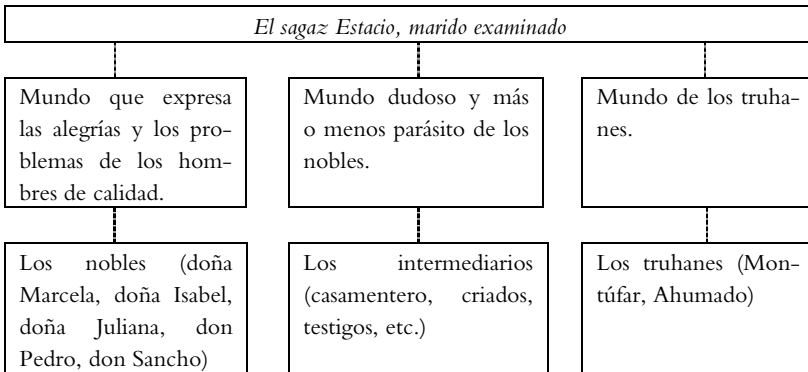 El sagaz Estacio, marido examinado
Mundo que expresa
las alegrías y los pro-
blemas de los hom-
bres de calidad.
Mundo dudoso y más
o menos parásito de los
nobles.
Mundo de los truha-
nes.
Los nobles (doña
Marcela, doña Isabel,
doña Juliana, don
Pedro, don Sancho)
Los intermediarios
(casamentero, criados,
testigos, etc.)
Los truhanes (Mon-
túfar, Ahumado)